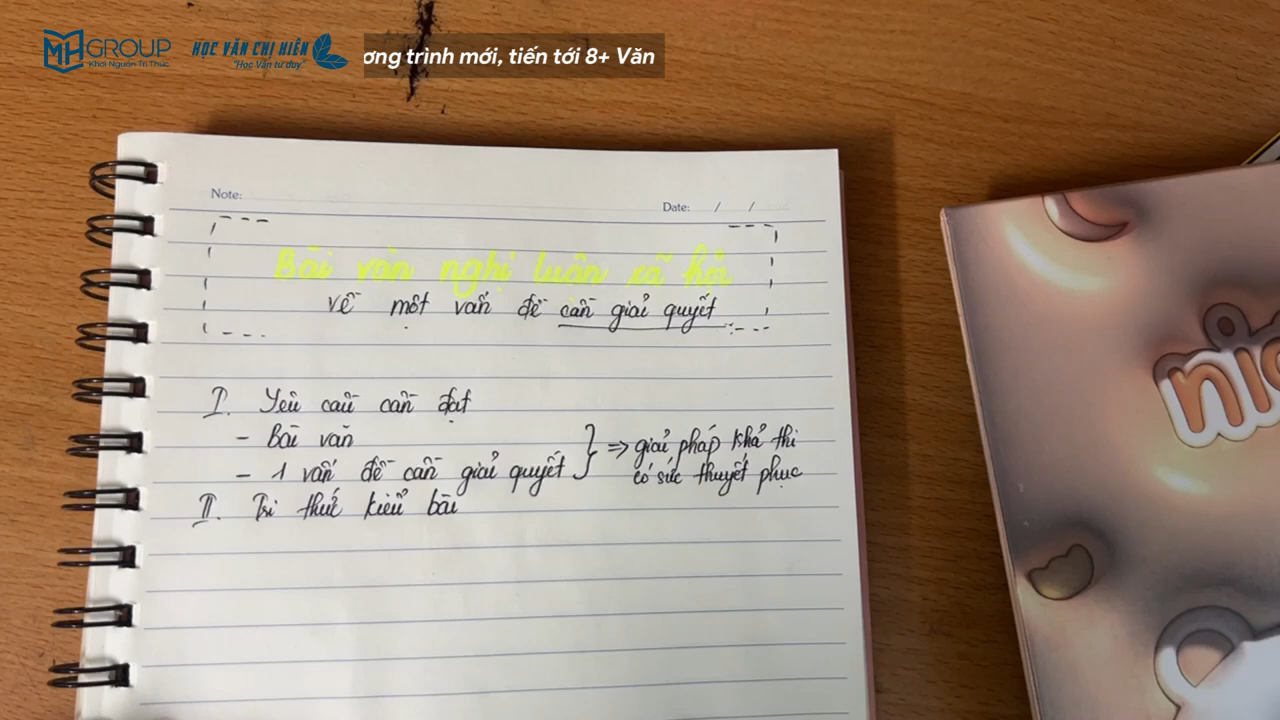 MH GROUP
Khơi Nguồn Tri Thức
HỌC VĂN CHỊ HIÊN
"Học Văn tư duy"
ơng trình mới, tiến tới 8+ Văn
Note:
Date: / /
Bài văn nghị luận xã hội
về một vấn đề cần giải quyết
I. Yêu cầu cần đạt
- Bài văn
- 1 vấn đề cần giải quyết } => giải pháp khả thi
có sức thuyết phục
II. Tri thức kiểu bài